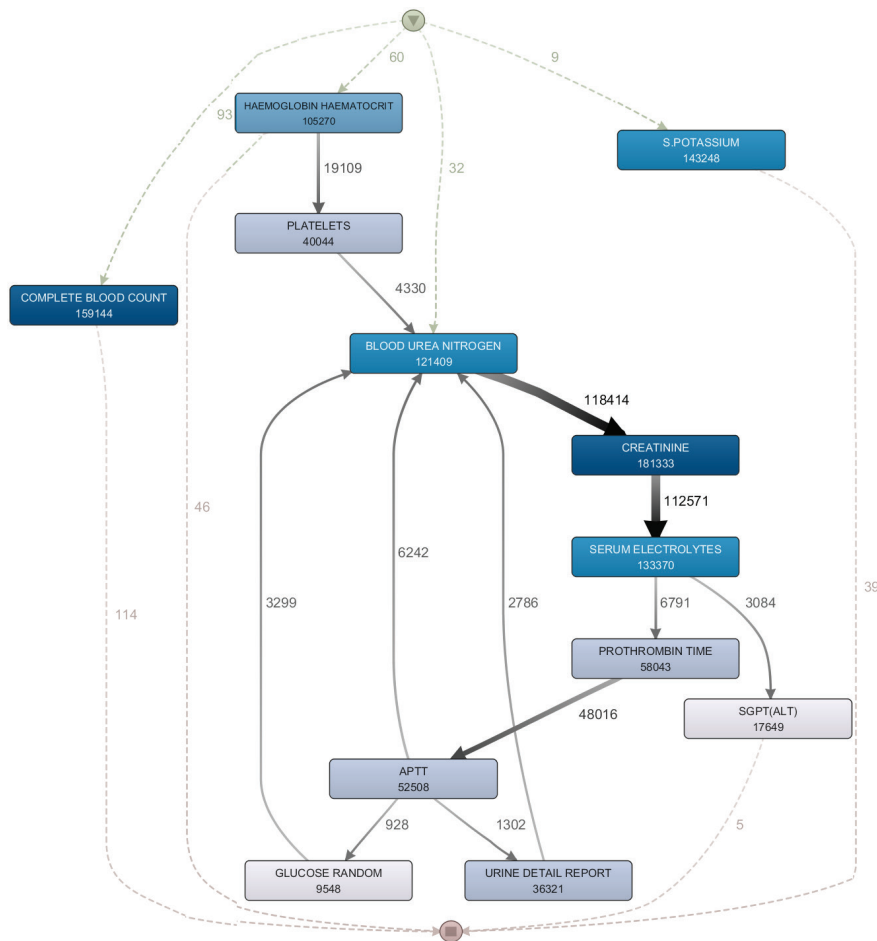 60
9
93
HAEMOGLOBIN HAEMATOCRIT
105270
S.POTASSIUM
143248
19109
32
PLATELETS
40044
4330
COMPLETE BLOOD COUNT
159144
BLOOD UREA NITROGEN
121409
118414
CREATININE
181333
112571
46
SERUM ELECTROLYTES
133370
6242
3299
2786
6791
3084
39
114
PROTHROMBIN TIME
58043
SGPT(ALT)
17649
48016
APTT
52508
928
1302
5
GLUCOSE RANDOM
9548
URINE DETAIL REPORT
36321